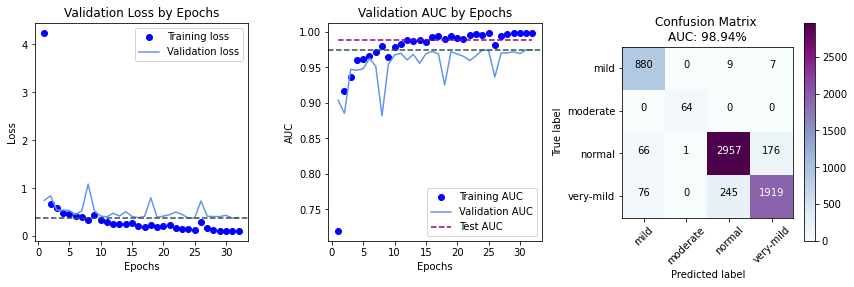 Validation Loss by Epochs
4
3
2
1
0
Loss
0
5
10
15
20
25
30
Epochs
Training loss
Validation loss
Validation AUC by Epochs
1.00
0.95
0.90
0.85
0.80
0.75
AUC
0
5
10
15
20
25
30
Epochs
Training AUC
Validation AUC
Test AUC
Confusion Matrix
AUC: 98.94%
True label
mild
880
0
9
7
moderate
0
64
0
0
normal
66
1
2957
176
very-mild
76
0
245
1919
mild
moderate
normal
very-mild
Predicted label
2500
2000
1500
1000
500
0